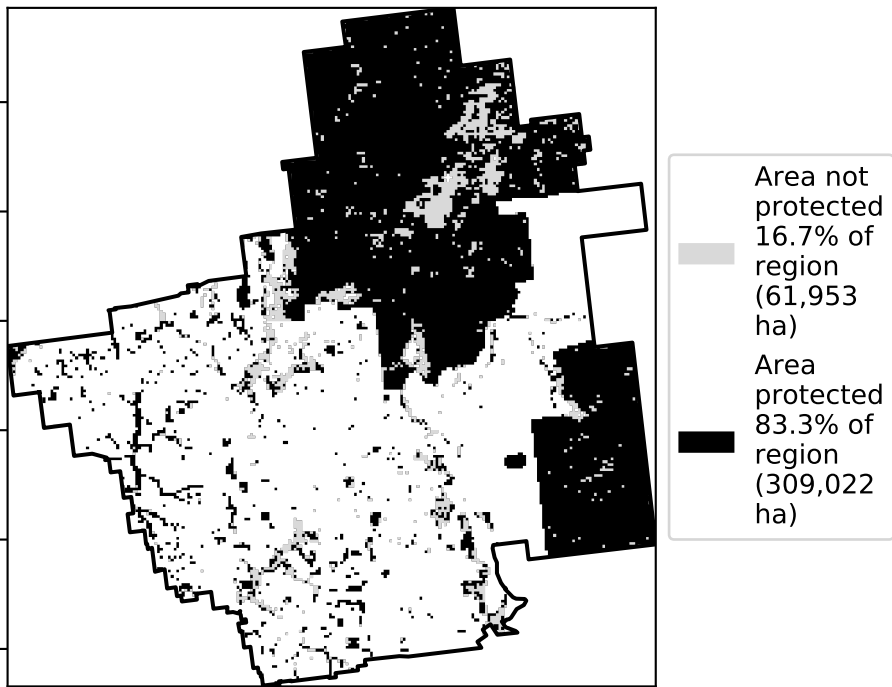 Area not
protected
16.7% of
region
(61,953
ha)
Area
protected
83.3% of
region
(309,022
ha)